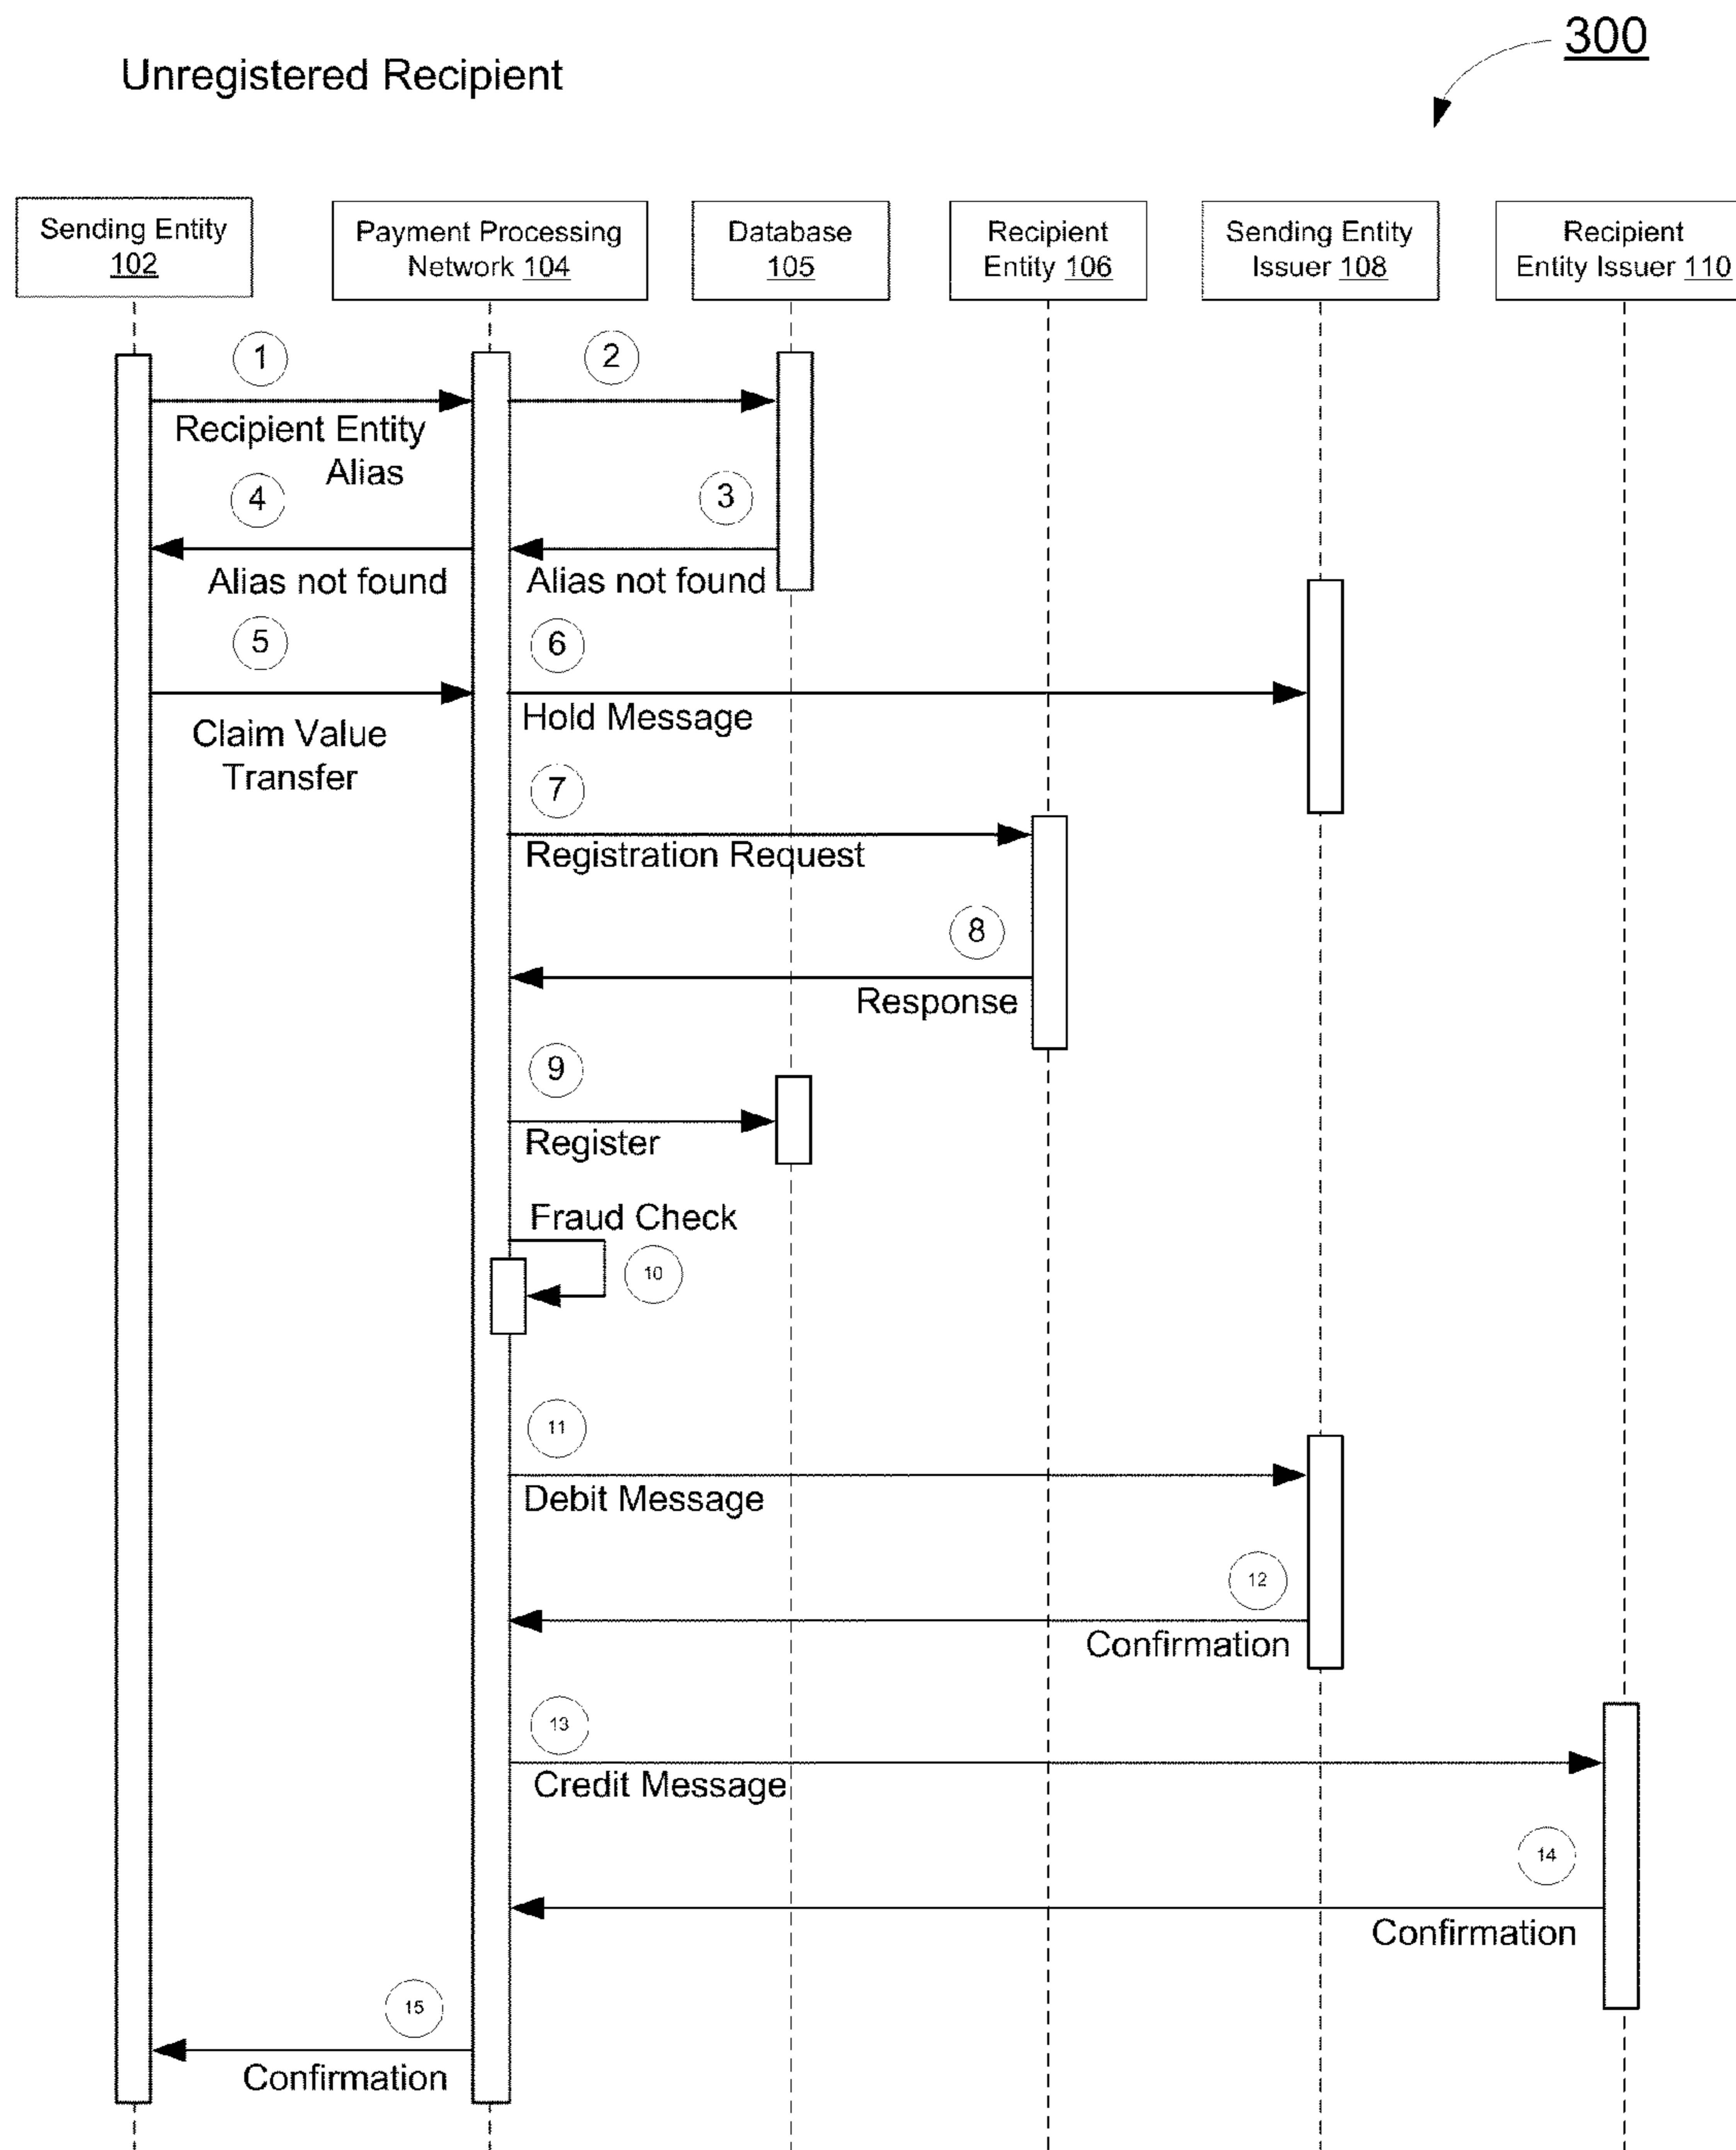 300
Unregistered Recipient
Sending Entity
102
Payment Processing
Network 104
Database
105
Recipient
Entity 106
Sending Entity
Issuer 108
Recipient
Entity Issuer 110
1
2
Recipient Entity
Alias
4
3
Alias not found
Alias not found
5
6
Claim Value
Transfer
Hold Message
7
Registration Request
8
Response
9
Register
Fraud Check
10
11
Debit Message
12
Confirmation
13
Credit Message
14
Confirmation
15
Confirmation